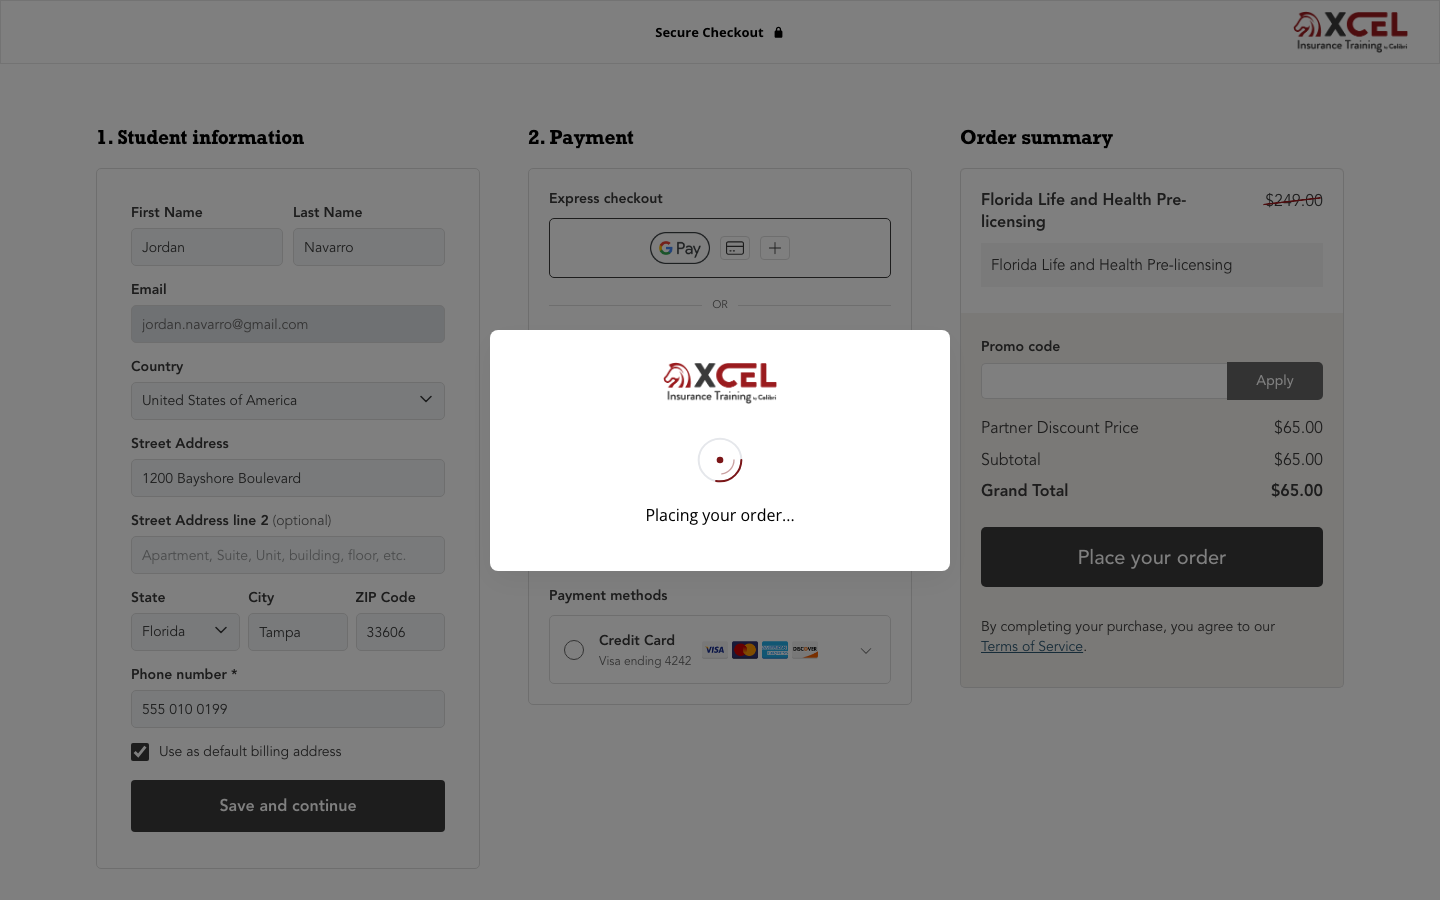 Secure Checkout
XCEL
Insurance Training by Calibri
1. Student information
First Name
Last Name
Jordan
Navarro
Email
jordan.navarro@gmail.com
Country
United States of America
Street Address
1200 Bayshore Boulevard
Street Address line 2 (optional)
Apartment, Suite, Unit, building, floor, etc.
State
City
ZIP Code
Florida
Tampa
33606
Phone number *
555 010 0199
Use as default billing address
Save and continue
2. Payment
Express checkout
G Pay
OR
XCEL
Insurance Training by Calibri
Placing your order...
Payment methods
Credit Card
Visa ending 4242
VISA
DISCOVER
Order summary
Florida Life and Health Pre-
licensing
$249.00
Florida Life and Health Pre-licensing
Promo code
Apply
Partner Discount Price
$65.00
Subtotal
$65.00
Grand Total
$65.00
Place your order
By completing your purchase, you agree to our
Terms of Service.